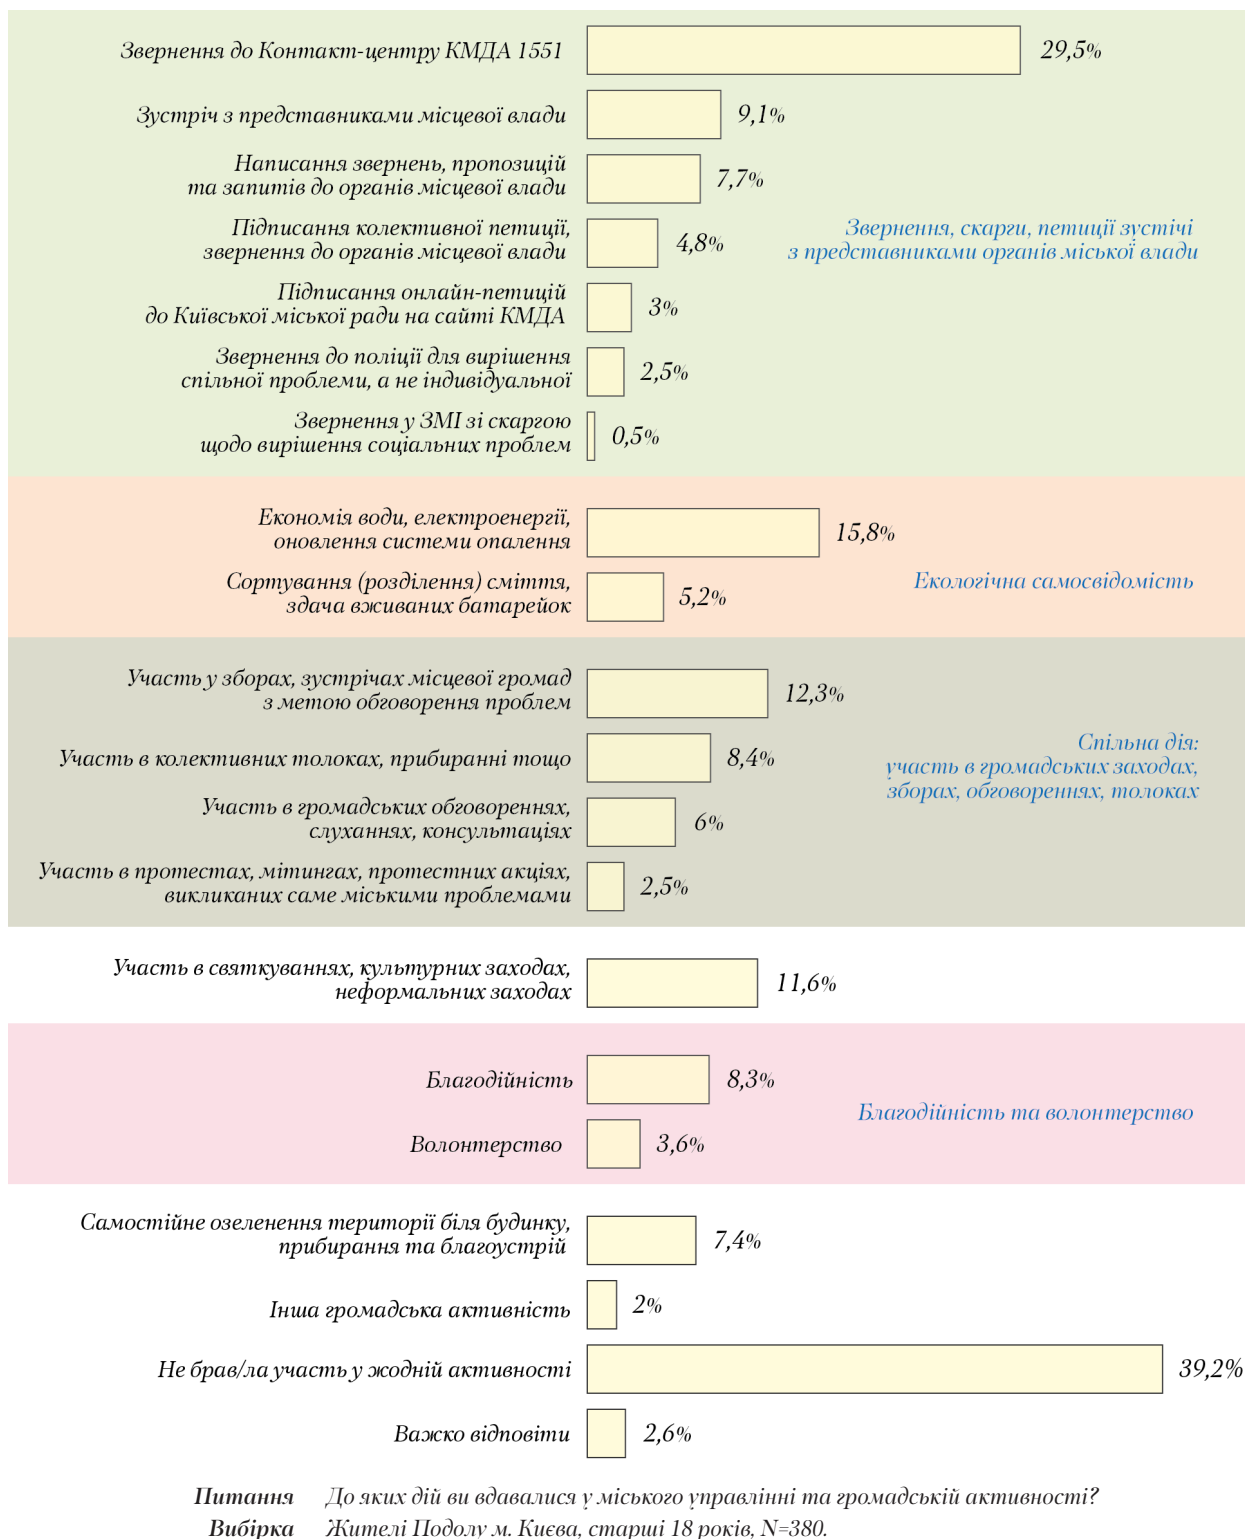 Звернення до Контакт-центру КМДА 1551
29,5%
Зустріч з представниками місцевої влади
9,1%
Написання звернень, пропозицій
та запитів до органів місцевої влади
7,7%
Підписання колективної петиції,
звернення до органів місцевої влади
4,8%
Звернення, скарги, петиції зустічі
з представниками органів міської влади
Підписання онлайн-петицій
до Київської міської ради на сайті КМДА
3%
Звернення до поліції для вирішення
спільної проблеми, а не індивідуальної
2,5%
Звернення у ЗМІ зі скаргою
щодо вирішення соціальних проблем
0,5%
Економія води, електроенергії,
оновлення системи опалення
15,8%
Сортування (розділення) сміття,
здача вживаних батарейок
5,2%
Екологічна самосвідомість
Участь у зборах, зустрічах місцевої громад
з метою обговорення проблем
12,3%
Участь в колективних толоках, прибиранні тощо
8,4%
Спільна дія:
участь в громадських заходах,
зборах, обговореннях, толоках
Участь в громадських обговореннях,
слуханнях, консультаціях
6%
Участь в протестах, мітингах, протестних акціях,
викликаних саме міськими проблемами
2,5%
Участь в святкуваннях, культурних заходах,
неформальних заходах
11,6%
Благодійність
8,3%
Благодійність та волонтерство
Волонтерство
3,6%
Самостійне озеленення території біля будинку,
прибирання та благоустрій
7,4%
Інша громадська активність
2%
Не брав/ла участь у жодній активності
39,2%
Важко відповіти
2,6%
Питання До яких дій ви вдавалися у міського управлінні та громадській активності?
Вибірка Жителі Подолу м. Києва, старші 18 років, N=380.